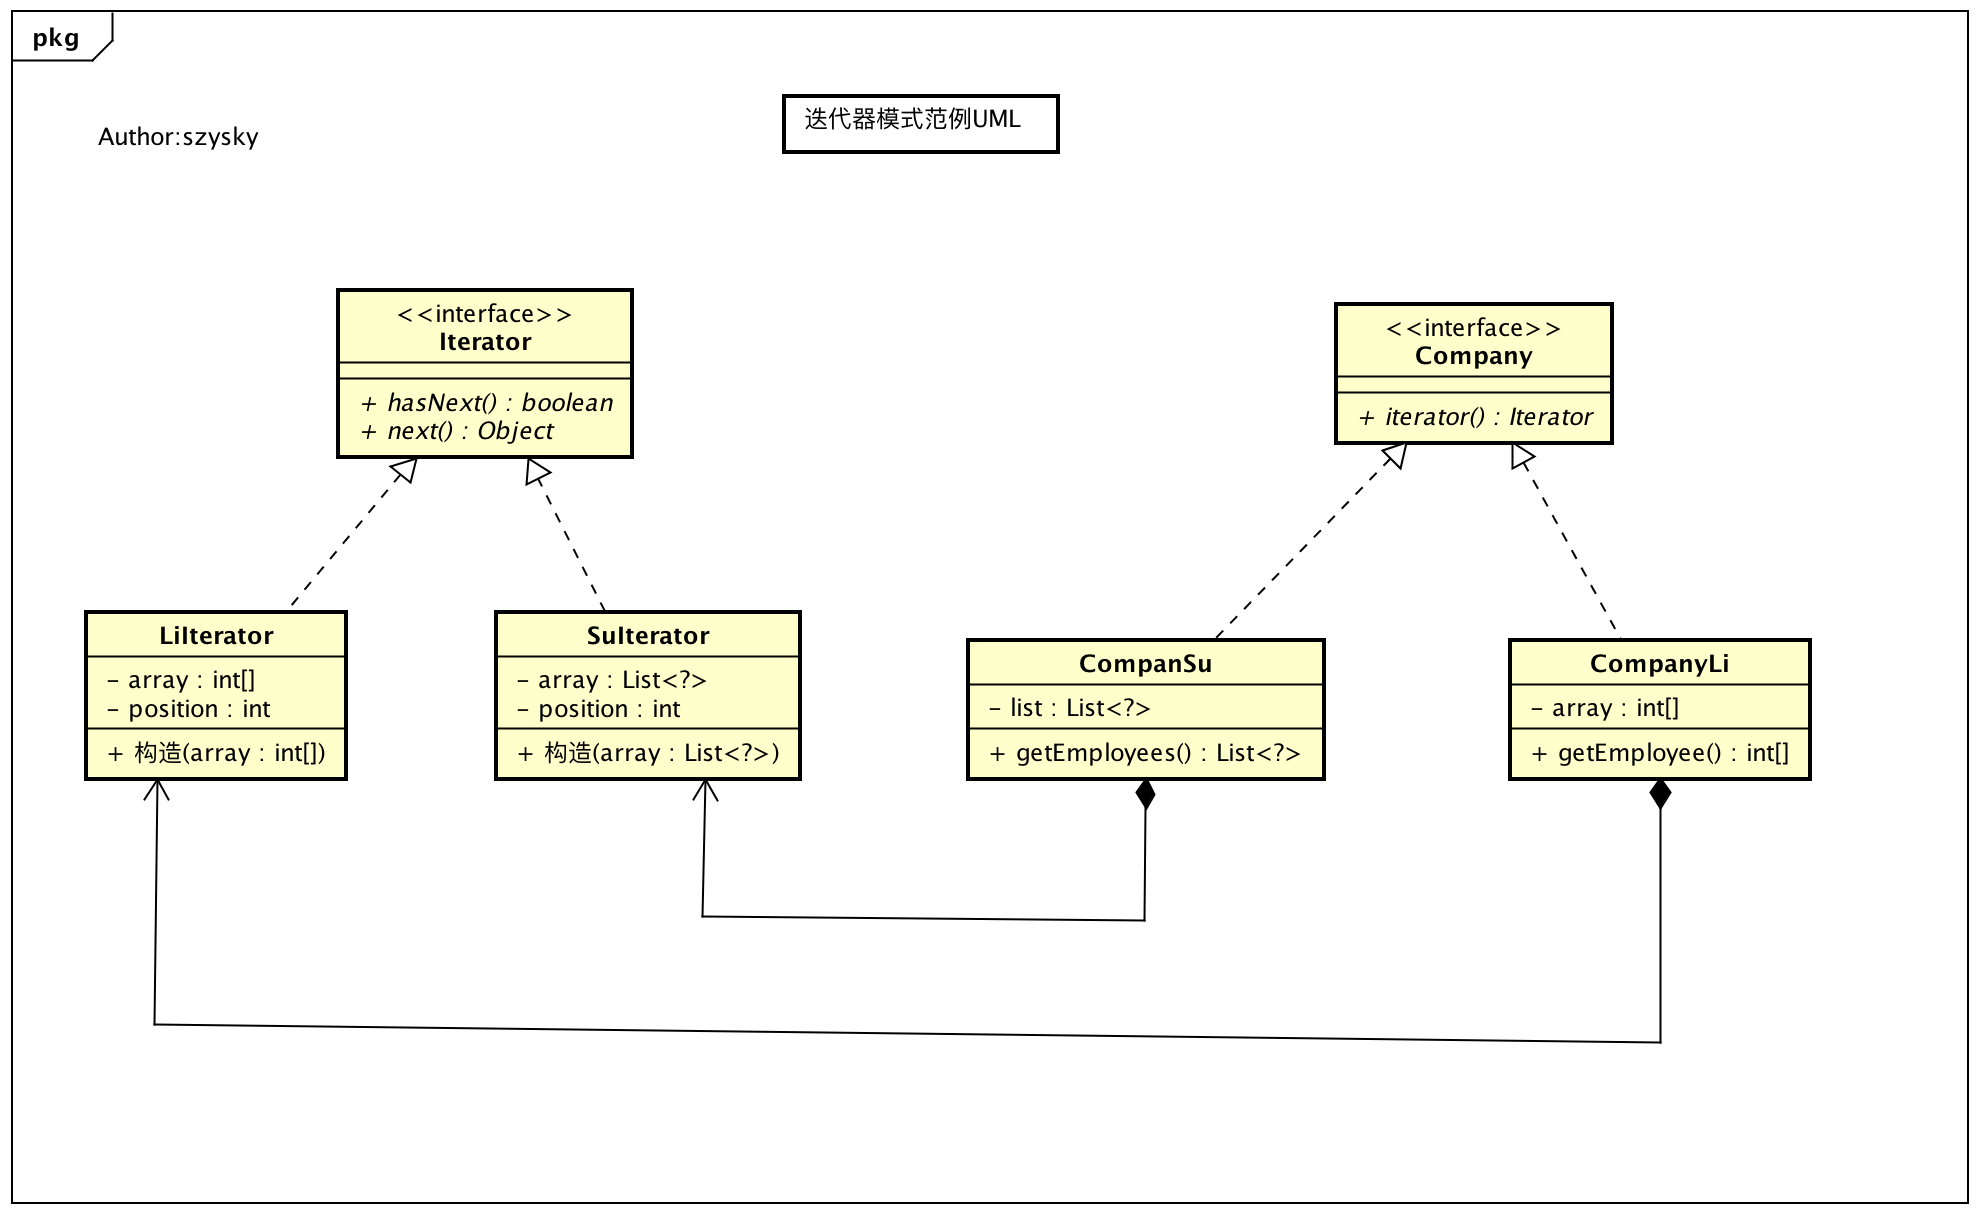 pkg
迭代器模式范例UML
Author:szysky
<<interface>>
Iterator
+ hasNext() : boolean
+ next() : Object
<<interface>>
Company
+ iterator() : Iterator
LiIterator
- array : int[]
- position : int
+ 构造(array : int[])
SuIterator
- array : List<?>
- position : int
+ 构造(array : List<?>)
CompanSu
- list : List<?>
+ getEmployees() : List<?>
CompanyLi
- array : int[]
+ getEmployee() : int[]